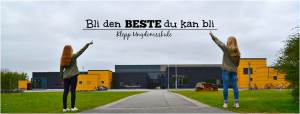 Bli den BESTE du kan bli
Klepp Ungdomsskule